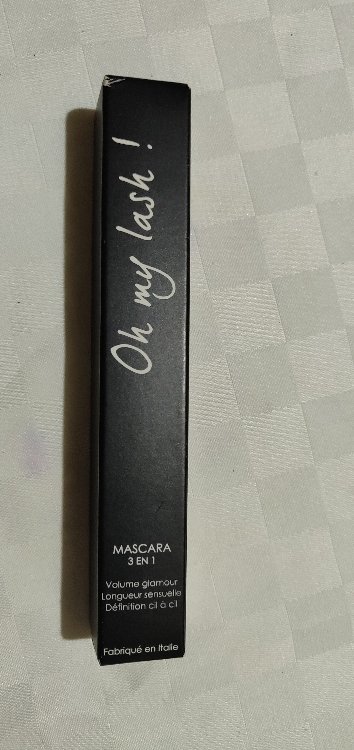 Oh my lash !
MASCARA
3 EN 1
Volume glamour
Longueur sensuelle
Définition cil à cil
Fabriqué en Italie